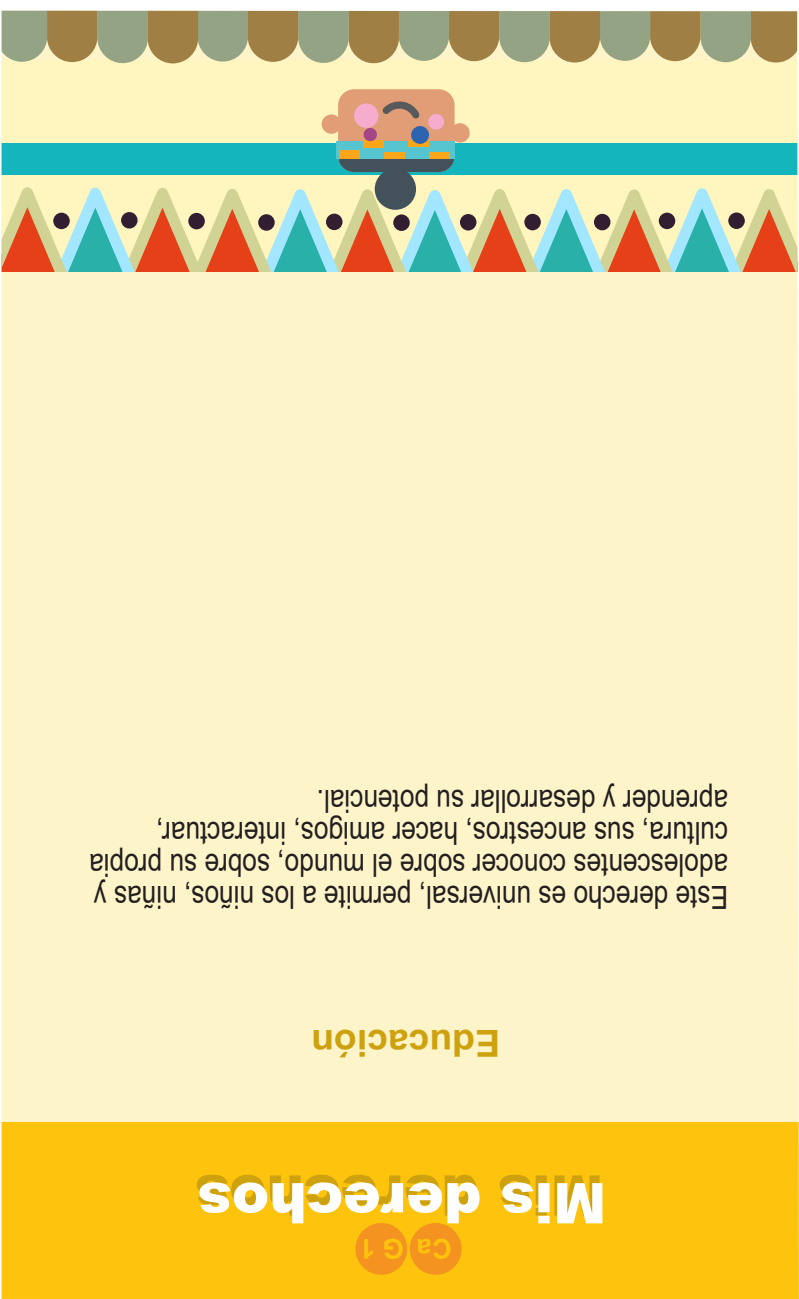 Ca G 1
Mis derechos
Educación
Este derecho es universal, permite a los niños, niñas y
adolescentes conocer sobre el mundo, sobre su propia
cultura, sus ancestros, hacer amigos, interactuar,
aprender y desarrollar su potencial.